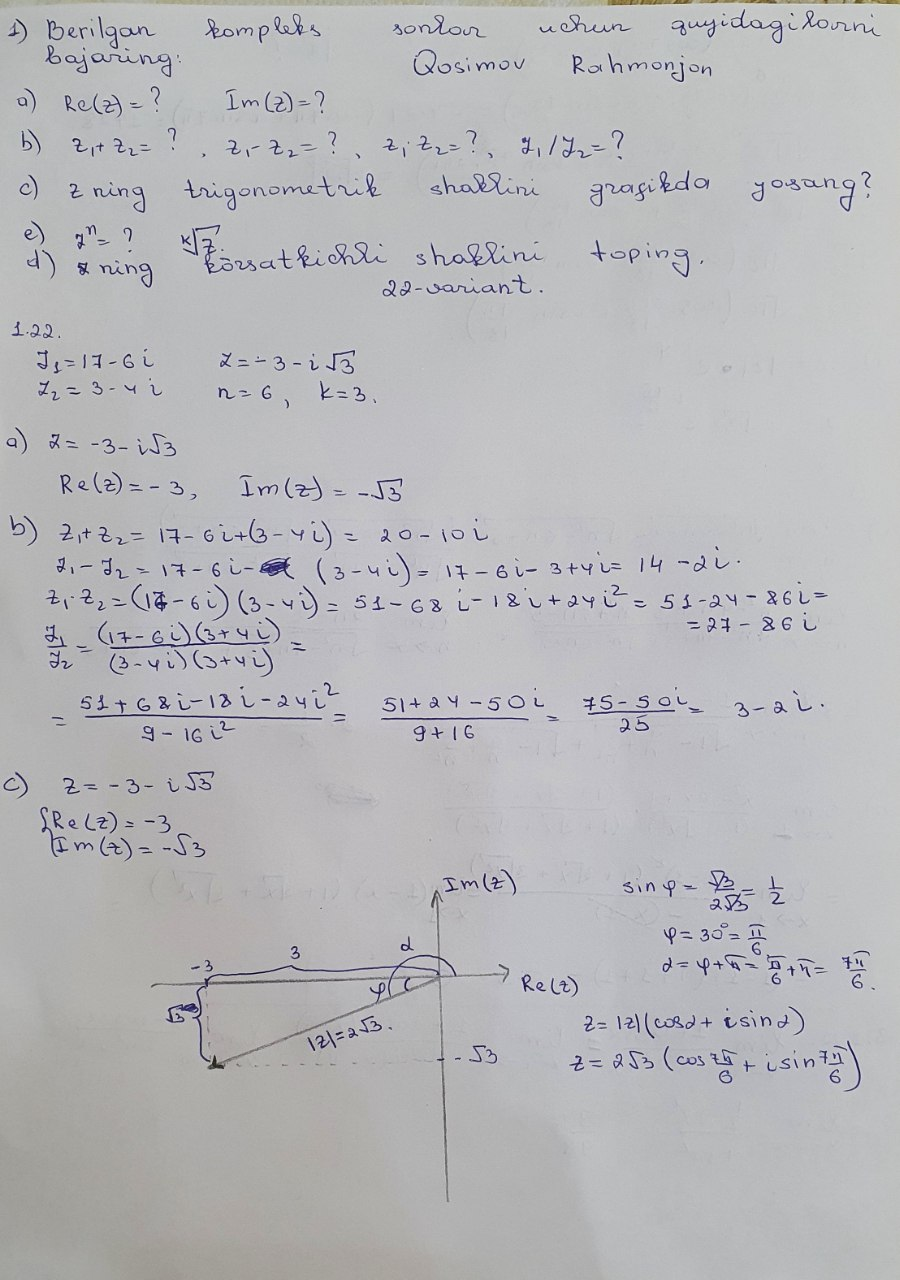 1) Berilgan kompleks sonlar uchun quyidagilarni
bajaring: Qosimov Rahmonjon
a) Re(z) = ? Im(z) = ?
b) z₁ + z₂ = ?, z₁ - z₂ = ?, z₁·z₂ = ?, z₁/z₂ = ?
c) z ning trigonometrik shaklini grafikda yasang?
e) zⁿ = ? ᵏ√z.
d) z ning ko'rsatkichli shaklini toping.
22-variant.
1.22.
z₁ = 17 - 6i z = -3 - i√3
z₂ = 3 - 4i n = 6, k = 3.
a) z = -3 - i√3
Re(z) = -3, Im(z) = -√3
b) z₁ + z₂ = 17 - 6i + (3 - 4i) = 20 - 10i
z₁ - z₂ = 17 - 6i - (3 - 4i) = 17 - 6i - 3 + 4i = 14 - 2i.
z₁·z₂ = (17 - 6i)(3 - 4i) = 51 - 68i - 18i + 24i² = 51 - 24 - 86i =
= 27 - 86i
z₁/z₂ = (17 - 6i)(3 + 4i)/(3 - 4i)(3 + 4i) =
= 51 + 68i - 18i - 24i²/9 - 16i² = 51 + 24 - 50i/9 + 16 = 75 - 50i/25 = 3 - 2i.
c) z = -3 - i√3
{Re(z) = -3
Im(z) = -√3
Im(z)
sin φ = √3/2√3 = 1/2
φ = 30° = π/6
α = φ + π = π/6 + π = 7π/6.
-3 3 α
φ
Re(z)
√3
|z| = 2√3.
-√3
z = |z|(cosα + i sinα)
z = 2√3 (cos 7π/6 + i sin 7π/6)